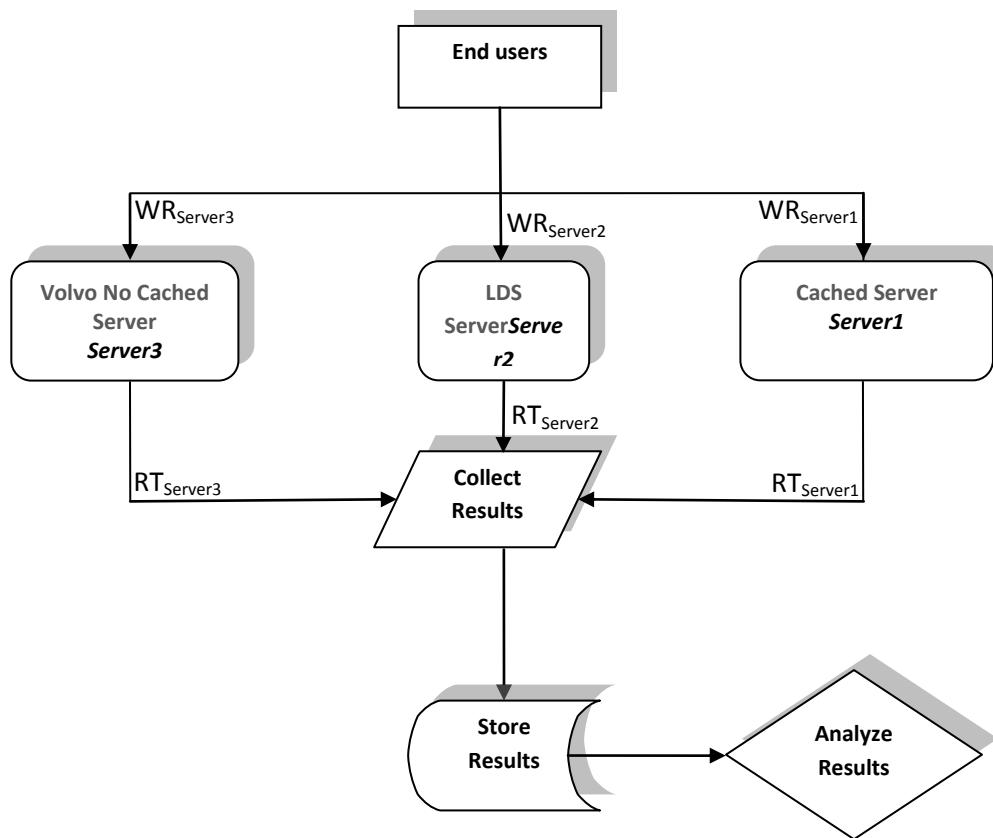 End users
WRServer3
WRServer2
WRServer1
Volvo No Cached
Server
Server3
LDS
ServerServe
r2
Cached Server
Server1
RTServer2
RTServer3
RTServer1
Collect
Results
Store
Results
Analyze
Results